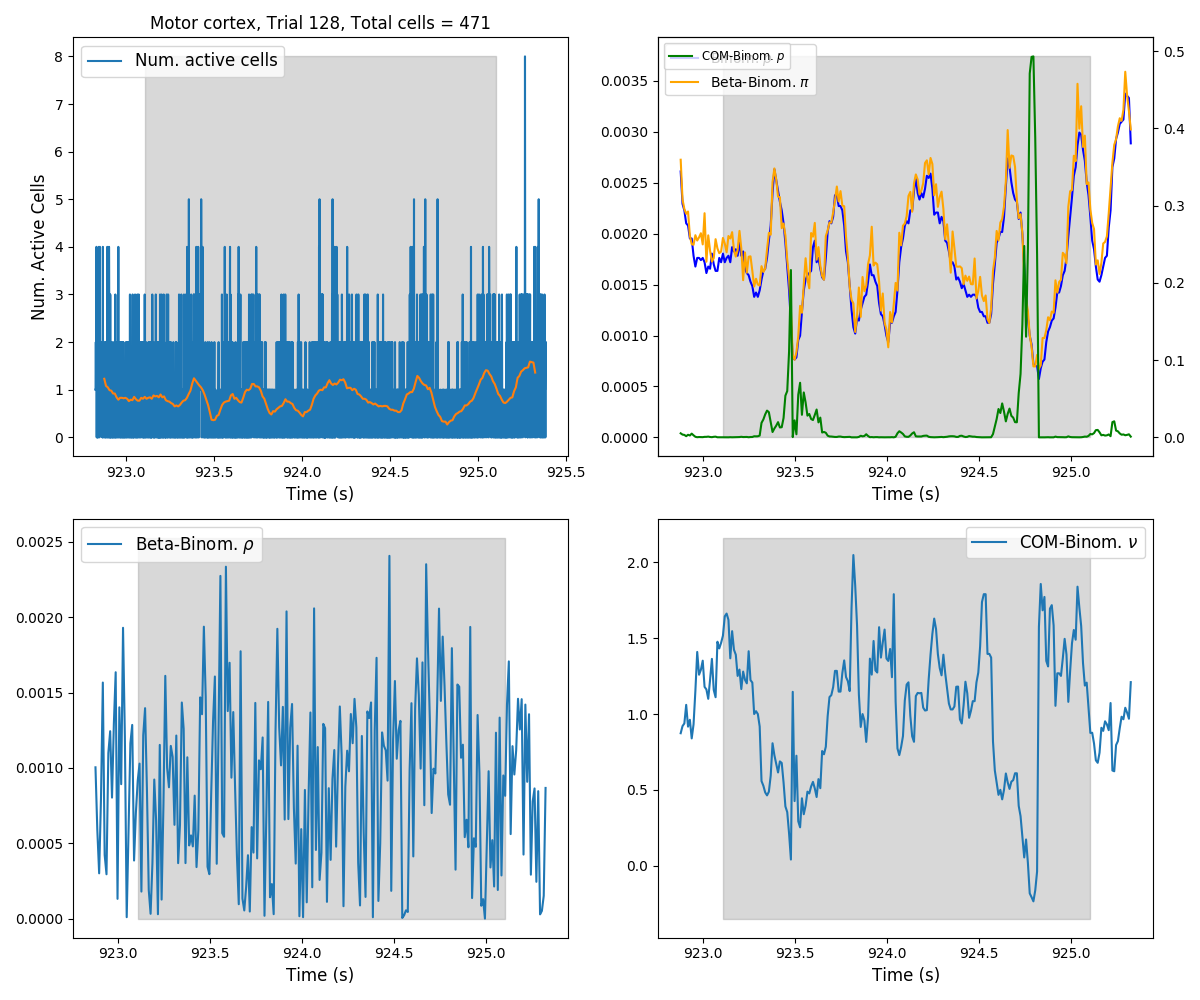 Motor cortex, Trial 128, Total cells = 471
Num. active cells
Num. Active Cells
8
7
6
5
4
3
2
1
0
923.0 923.5 924.0 924.5 925.0 925.5
Time (s)
COM-Binom. p
Beta-Binom. π
0.0035
0.0030
0.0025
0.0020
0.0015
0.0010
0.0005
0.0000
0.5
0.4
0.3
0.2
0.1
0.0
923.0 923.5 924.0 924.5 925.0
Time (s)
Beta-Binom. ρ
0.0025
0.0020
0.0015
0.0010
0.0005
0.0000
923.0 923.5 924.0 924.5 925.0
Time (s)
COM-Binom. ν
2.0
1.5
1.0
0.5
0.0
923.0 923.5 924.0 924.5 925.0
Time (s)